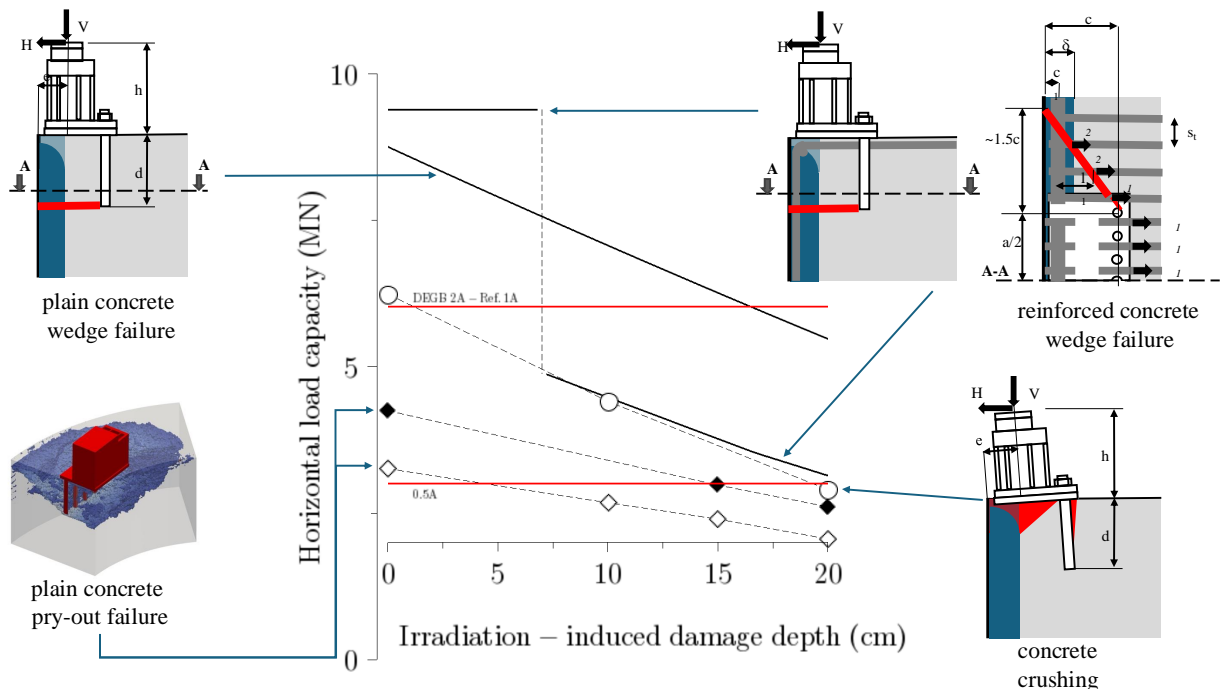 V
H
e
h
d
A
A
plain concrete
wedge failure
plain concrete
pry-out failure
Horizontal load capacity (MN)
10
5
0
DEGB 2A – Ref. 1A
0.5A
0
5
10
15
20
Irradiation – induced damage depth (cm)
V
H
A
A
c
δ
c
1
~1.5c
a/2
A-A
s_t
2
2
1
1
1
1
1
1
reinforced concrete
wedge failure
H
V
e
h
d
concrete
crushing